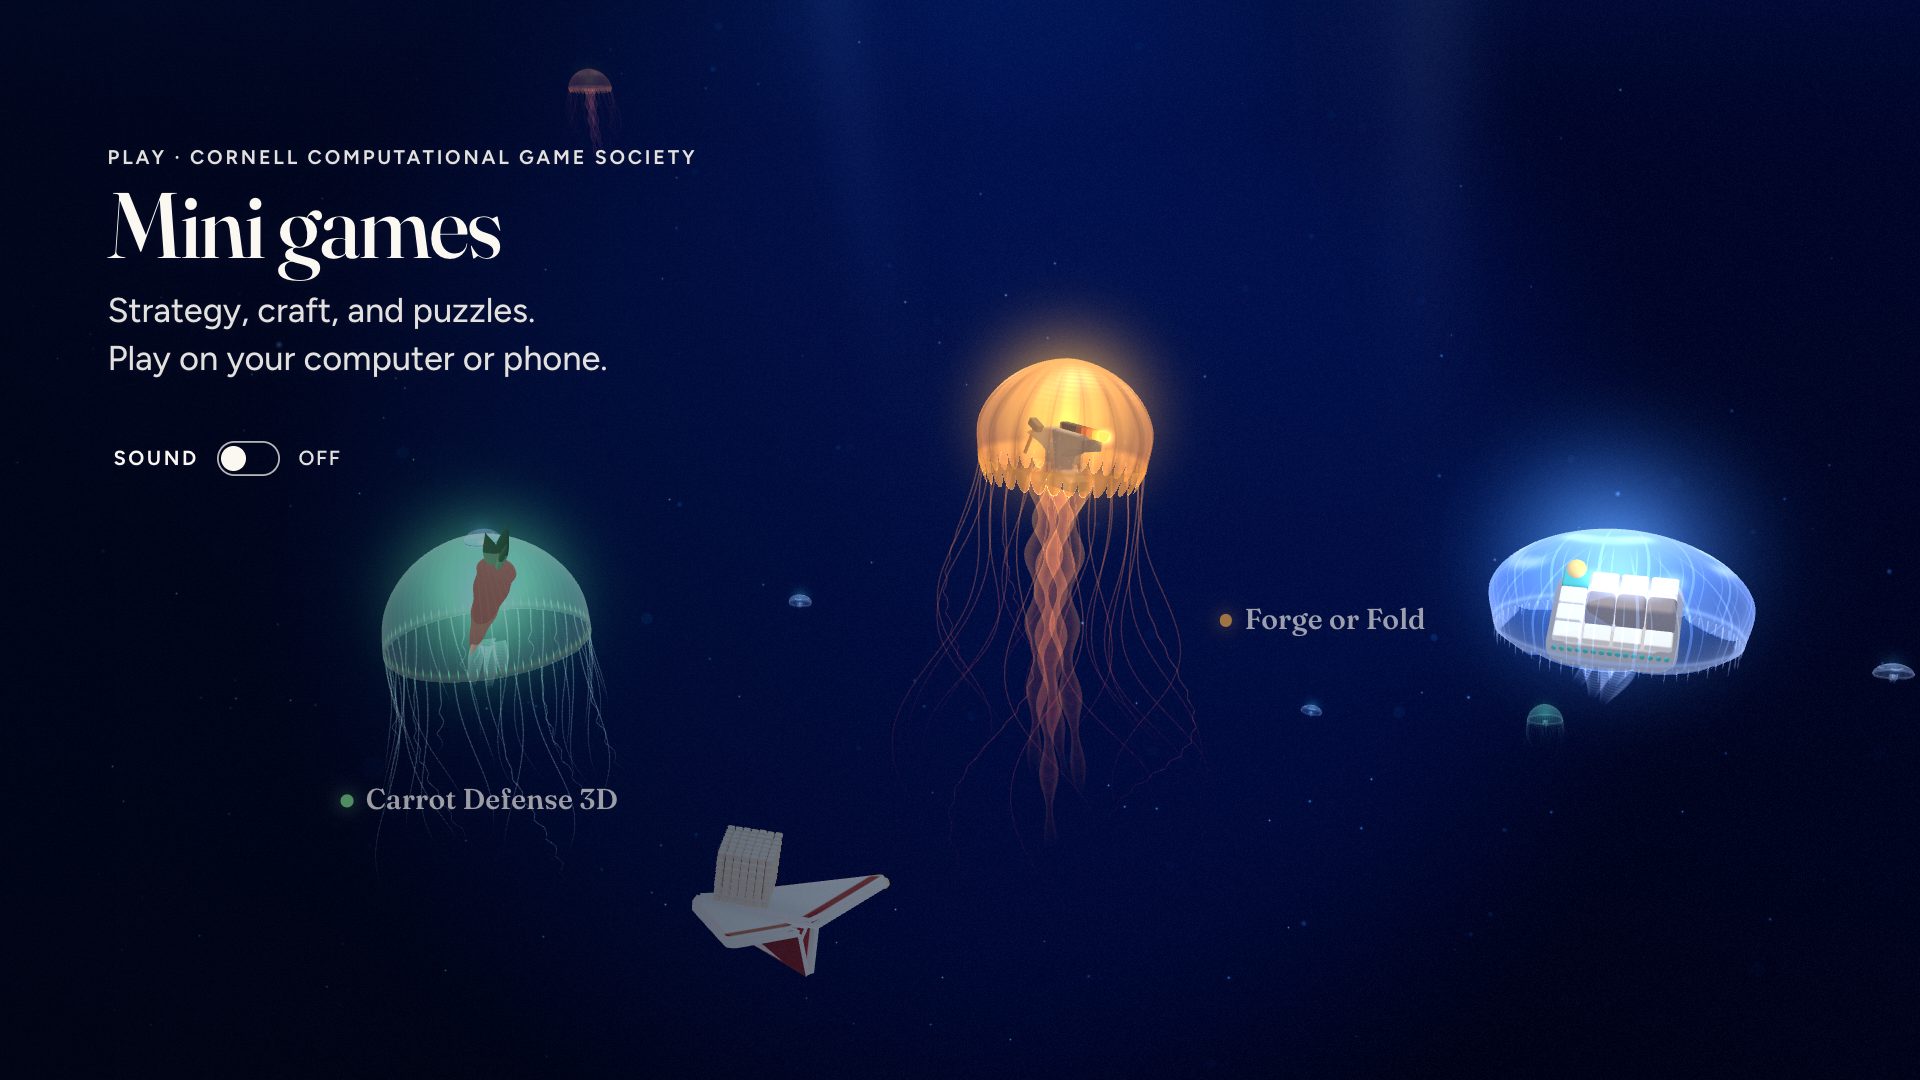 PLAY · CORNELL COMPUTATIONAL GAME SOCIETY
Mini games
Strategy, craft, and puzzles.
Play on your computer or phone.
SOUND OFF
Forge or Fold
Carrot Defense 3D